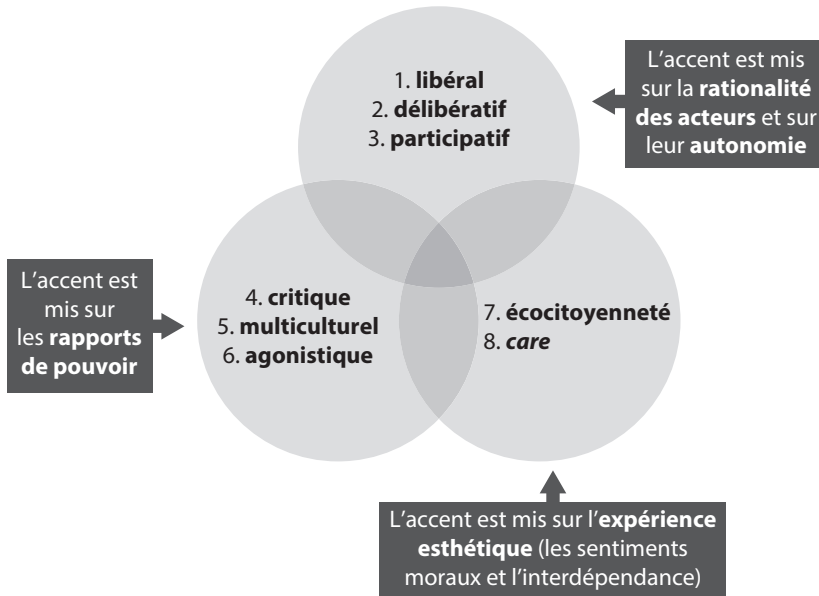 1. libéral
2. délibératif
3. participatif
L'accent est mis
sur la rationalité
des acteurs et sur
leur autonomie
L'accent est
mis sur
les rapports
de pouvoir
4. critique
5. multiculturel
6. agonistique
7. écocitoyenneté
8. care
L'accent est mis sur l'expérience
esthétique (les sentiments
moraux et l'interdépendance)